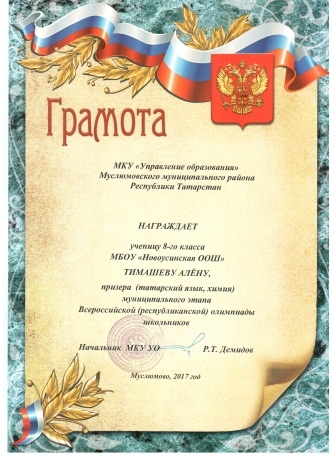 Грамота
МКУ «Управление образования»
Муслюмовского муниципального района
Республики Татарстан
НАГРАЖДАЕТ
ученицу 8-го класса
МБОУ «Новоусинская ООШ»
ТИМАШЕВУ АЛЁНУ,
призера (татарский язык, химия)
муниципального этапа
Всероссийской (республиканской) олимпиады
школьников
Начальник МКУ УО Р.Т. Демидов
Муслюмово, 2017 год